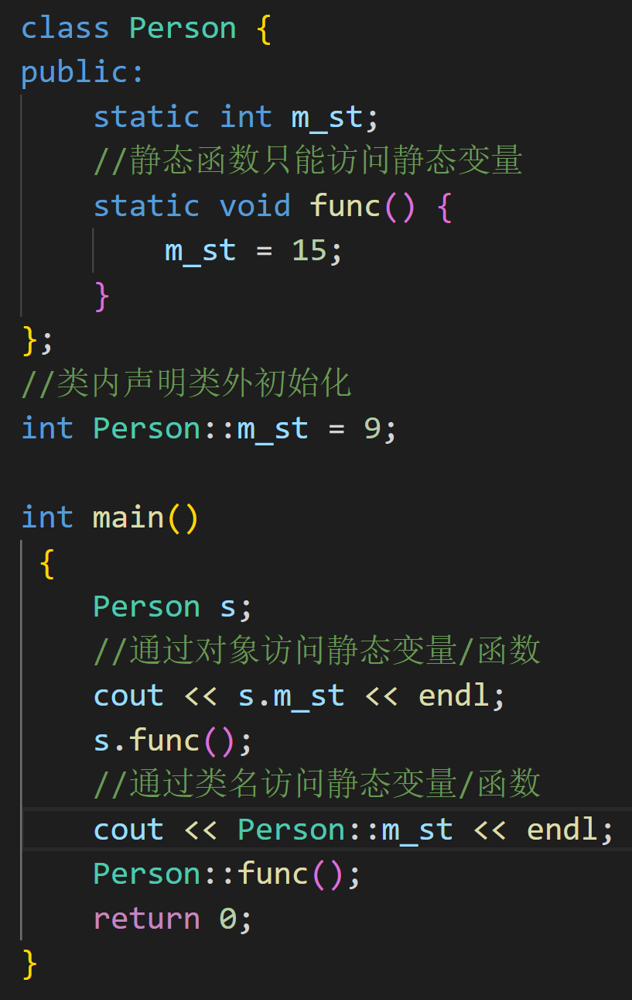 class Person {
public:
    static int m_st;
    //静态函数只能访问静态变量
    static void func() {
        m_st = 15;
    }
};
//类内声明类外初始化
int Person::m_st = 9;

int main()
 {
    Person s;
    //通过对象访问静态变量/函数
    cout << s.m_st << endl;
    s.func();
    //通过类名访问静态变量/函数
    cout << Person::m_st << endl;
    Person::func();
    return 0;
}